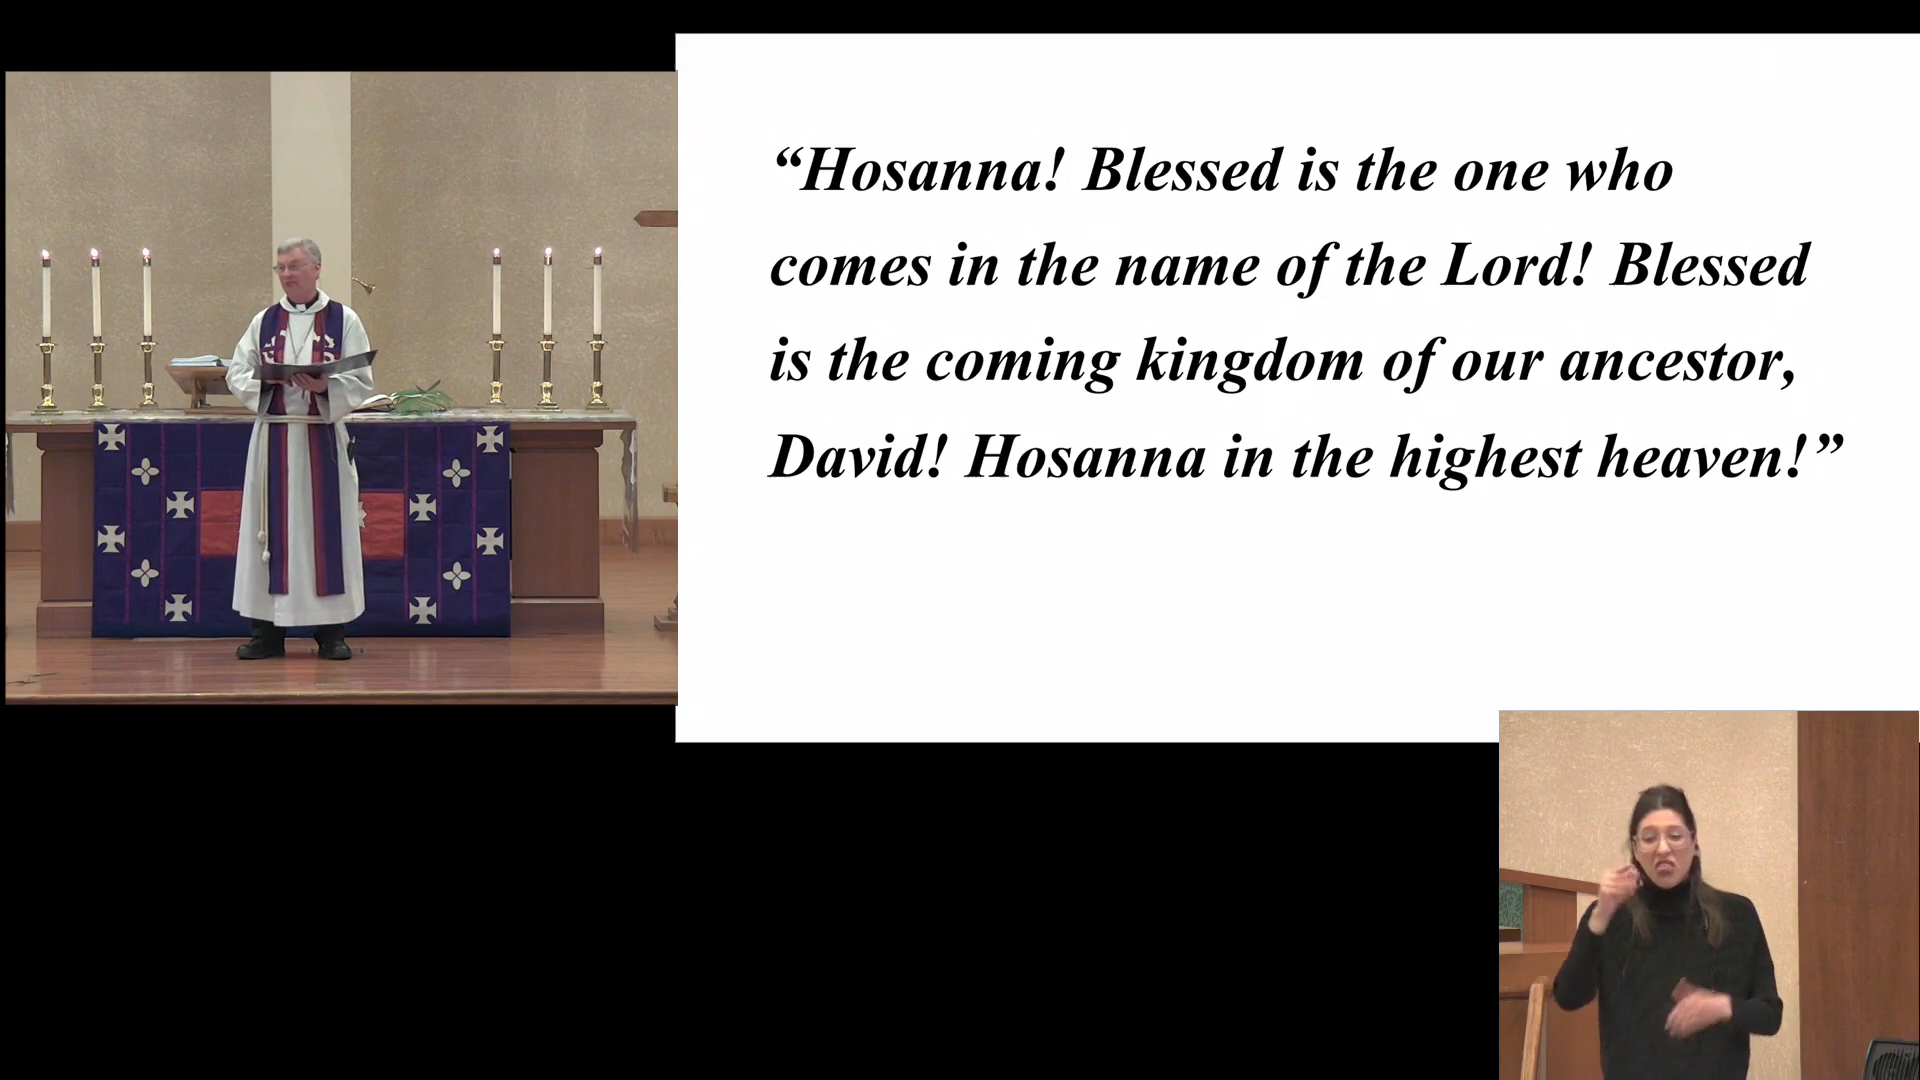 “Hosanna! Blessed is the one who
comes in the name of the Lord! Blessed
is the coming kingdom of our ancestor,
David! Hosanna in the highest heaven!”